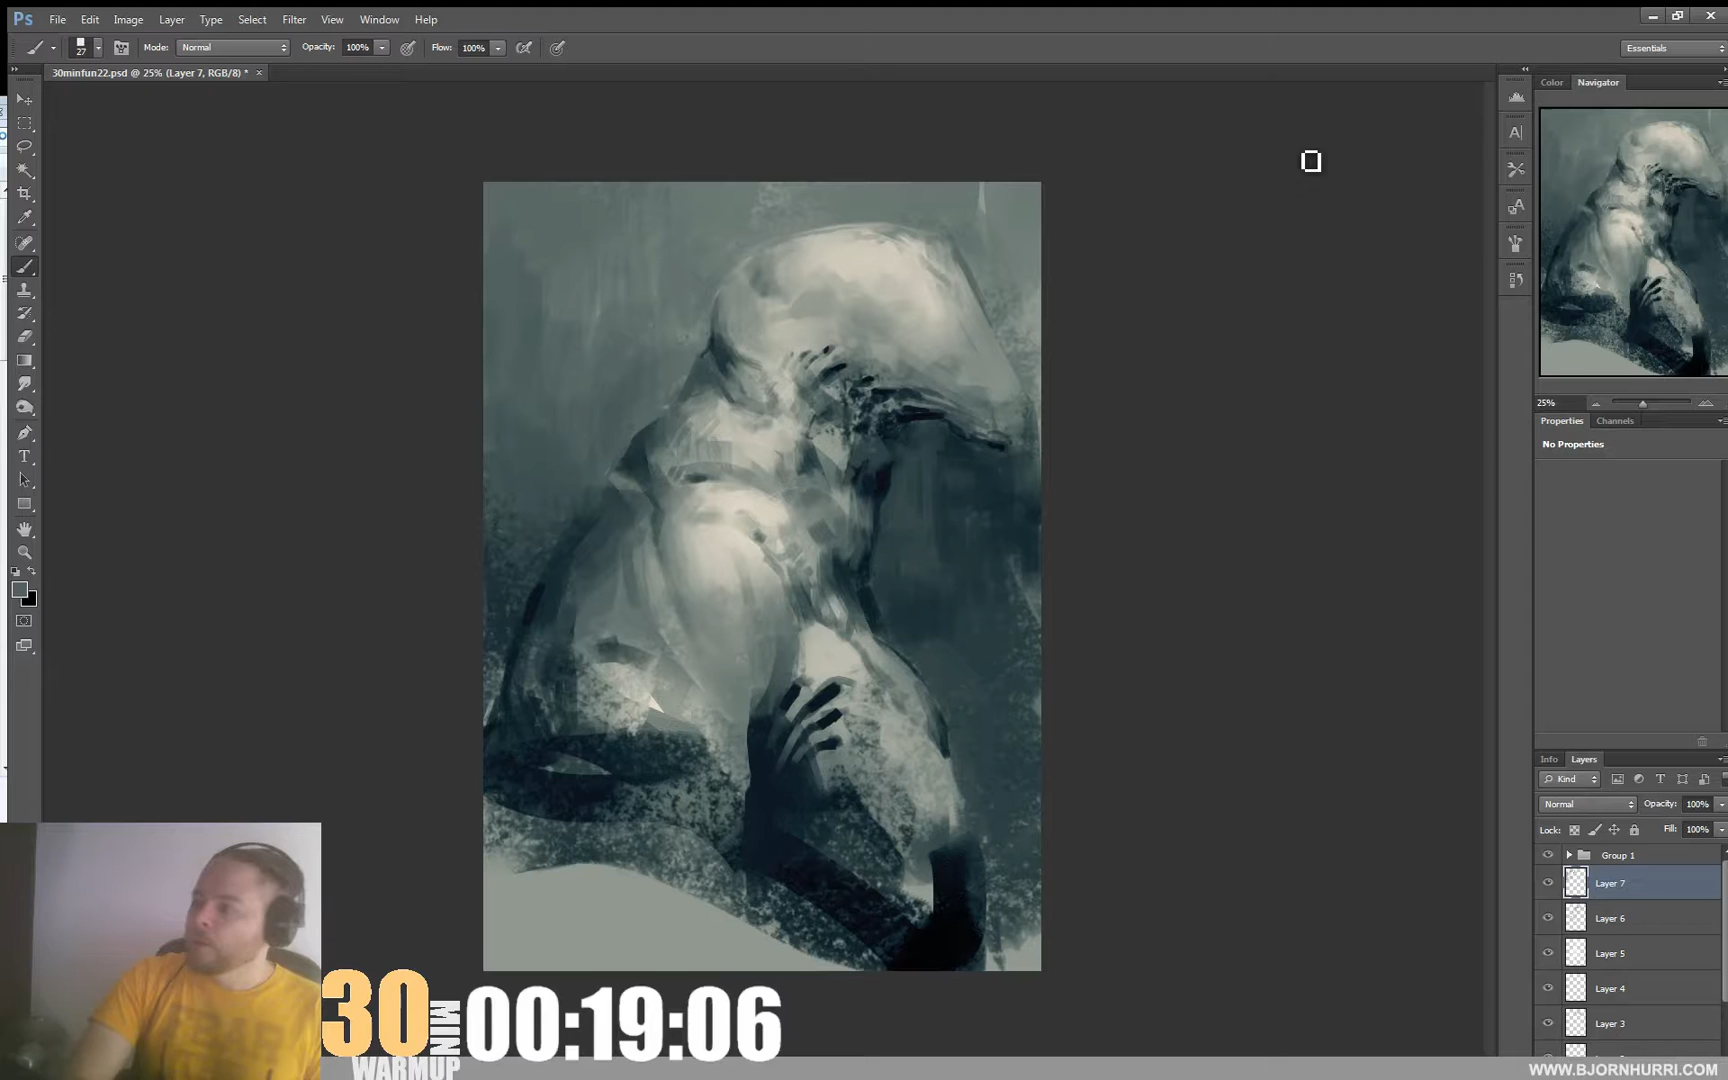 Ps File Edit Image Layer Type Select Filter View Window Help
27 Mode: Normal Opacity: 100% Flow: 100% Essentials
30minfun22.psd @ 25% (Layer 7, RGB/8) *
Color Navigator
25%
Properties Channels
No Properties
Info Layers
Kind
Normal Opacity: 100%
Lock: Fill: 100%
Group 1
Layer 7
Layer 6
Layer 5
Layer 4
Layer 3
30 MIN WARMUP
00:19:06
WWW.BJORNHURRI.COM